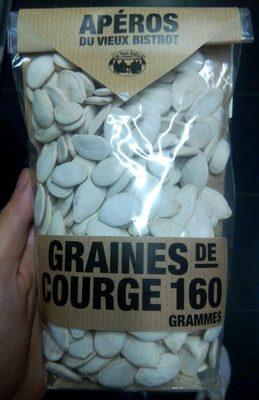 APÉROS
DU VIEUX BISTROT
GRAINES DE
COURGE 160
GRAMMES